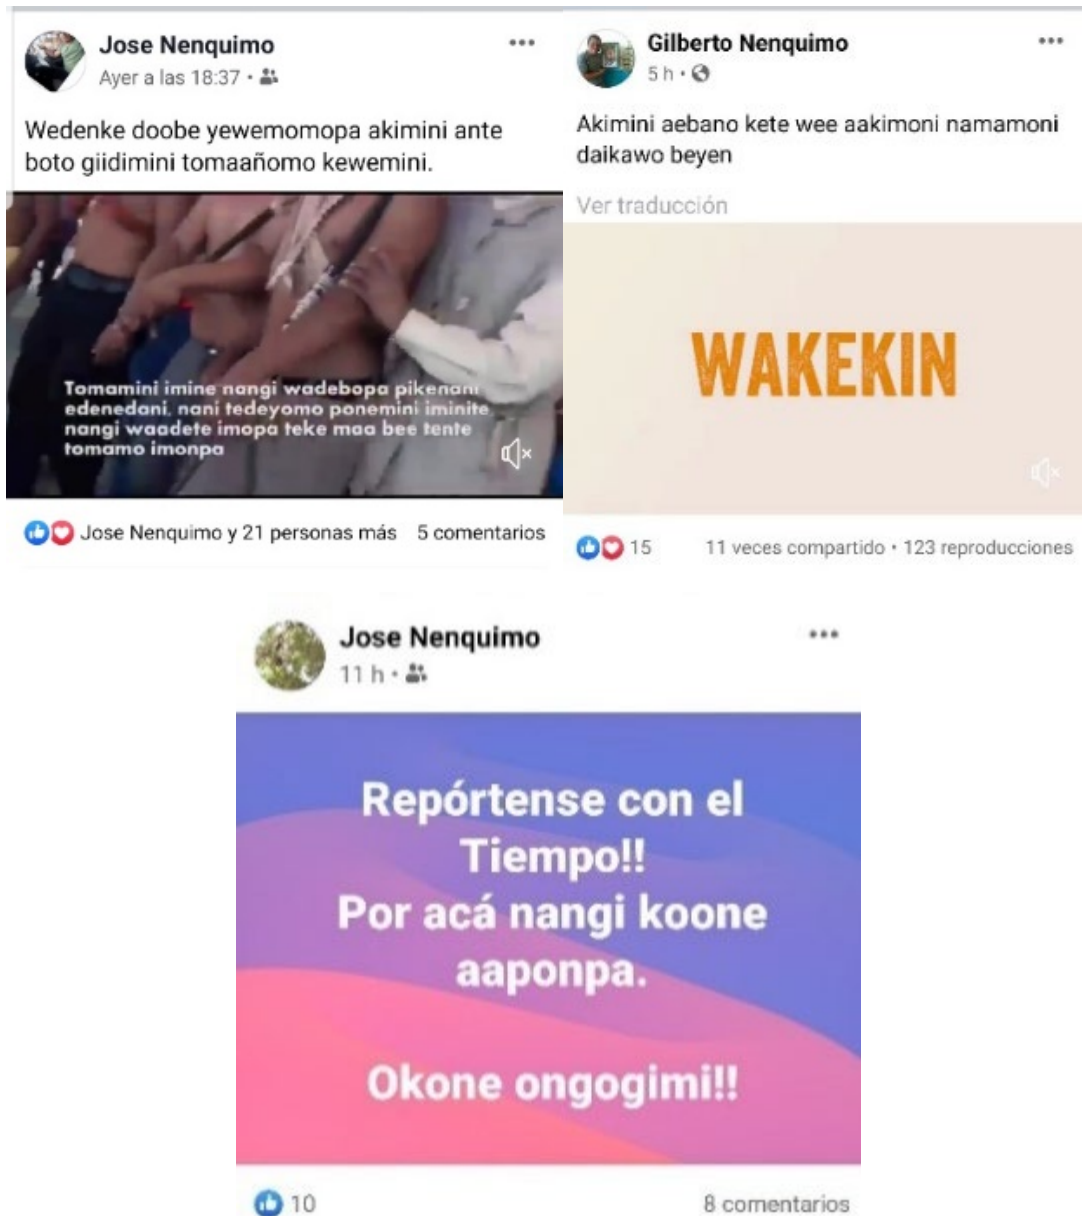 Jose Nenquimo
Ayer a las 18:37
Wedenke doobe yewemomopa akimini ante
boto giidimini tomaañomo kewemini.
Tomamini imine nangi wadebopa pikenani
edenedani, nani tedeyomo ponemini iminite
nangi waadete imopa teke maa bee tente
tomamo imonpa
Jose Nenquimo y 21 personas más 5 comentarios
Gilberto Nenquimo
5 h
Akimini aebano kete wee aakimoni namamoni
daikawo beyen
Ver traducción
WAKEKIN
15 11 veces compartido • 123 reproducciones
Jose Nenquimo
11 h
Repórtense con el
Tiempo!!
Por acá nangi koone
aaponpa.
Okone ongogimi!!
10 8 comentarios